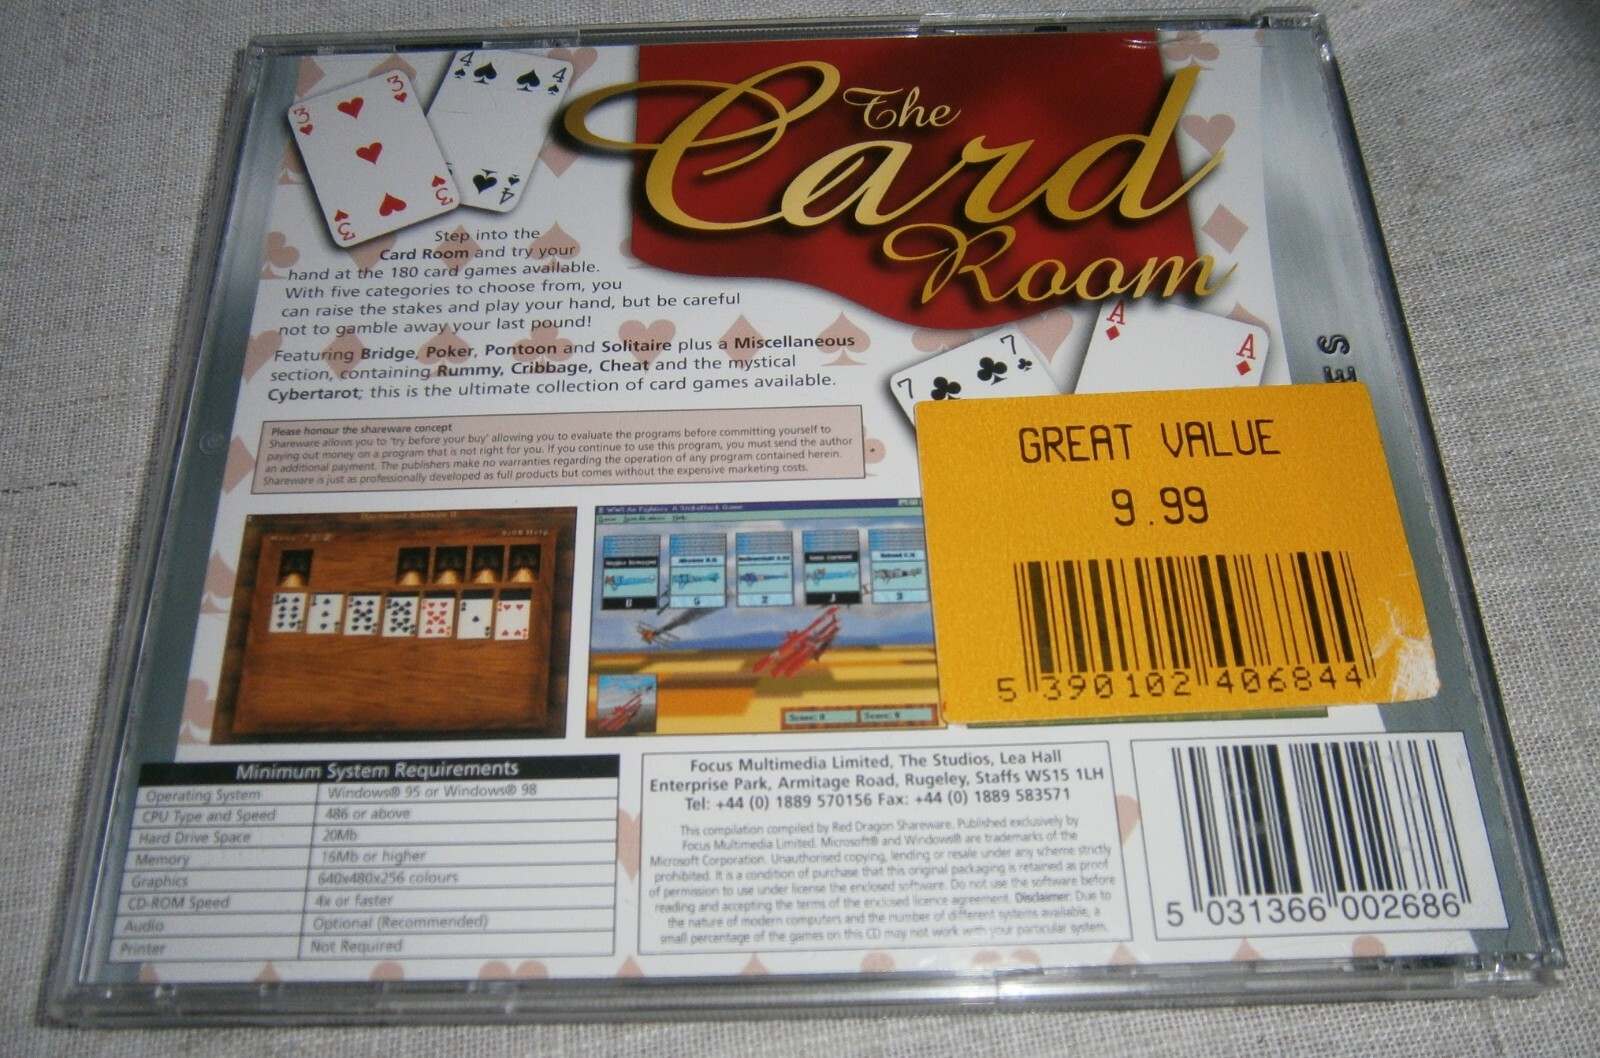 The
Card
Room
3
3
4
4
3
3
4
Step into the
Card Room and try your
hand at the 180 card games available.
With five categories to choose from, you
can raise the stakes and play your hand, but be careful
not to gamble away your last pound!
Featuring Bridge, Poker, Pontoon and Solitaire plus a Miscellaneous
section, containing Rummy, Cribbage, Cheat and the mystical
Cybertarot; this is the ultimate collection of card games available.
7
7
A
A
Please honour the shareware concept
Shareware allows you to 'try before your buy' allowing you to evaluate the programs before committing yourself to
paying out money on a program that is not right for you. If you continue to use this program, you must send the author
an additional payment. The publishers make no warranties regarding the operation of any program contained herein.
Shareware is just as professionally developed as full products but comes without the expensive marketing costs.
GREAT VALUE
9.99
5 390102 406844
Help
Score: 0
Score: 0
Minimum System Requirements
Operating System Windows® 95 or Windows® 98
CPU Type and Speed 486 or above
Hard Drive Space 20Mb
Memory 16Mb or higher
Graphics 640x480x256 colours
CD-ROM Speed 4x or faster
Audio Optional (Recommended)
Printer Not Required
Focus Multimedia Limited, The Studios, Lea Hall
Enterprise Park, Armitage Road, Rugeley, Staffs WS15 1LH
Tel: +44 (0) 1889 570156 Fax: +44 (0) 1889 583571
This compilation compiled by Red Dragon Shareware. Published exclusively by
Focus Multimedia Limited. Microsoft® and Windows® are trademarks of the
Microsoft Corporation. Unauthorised copying, lending or resale under any scheme strictly
prohibited. It is a condition of purchase that this original packaging is retained as proof
of permission to use under license the enclosed software. Do not use the software before
reading and accepting the terms of the enclosed licence agreement. Disclaimer: Due to
the nature of modern computers and the number of different systems available, a
small percentage of the games on this CD may not work with your particular system.
5 031366 002686